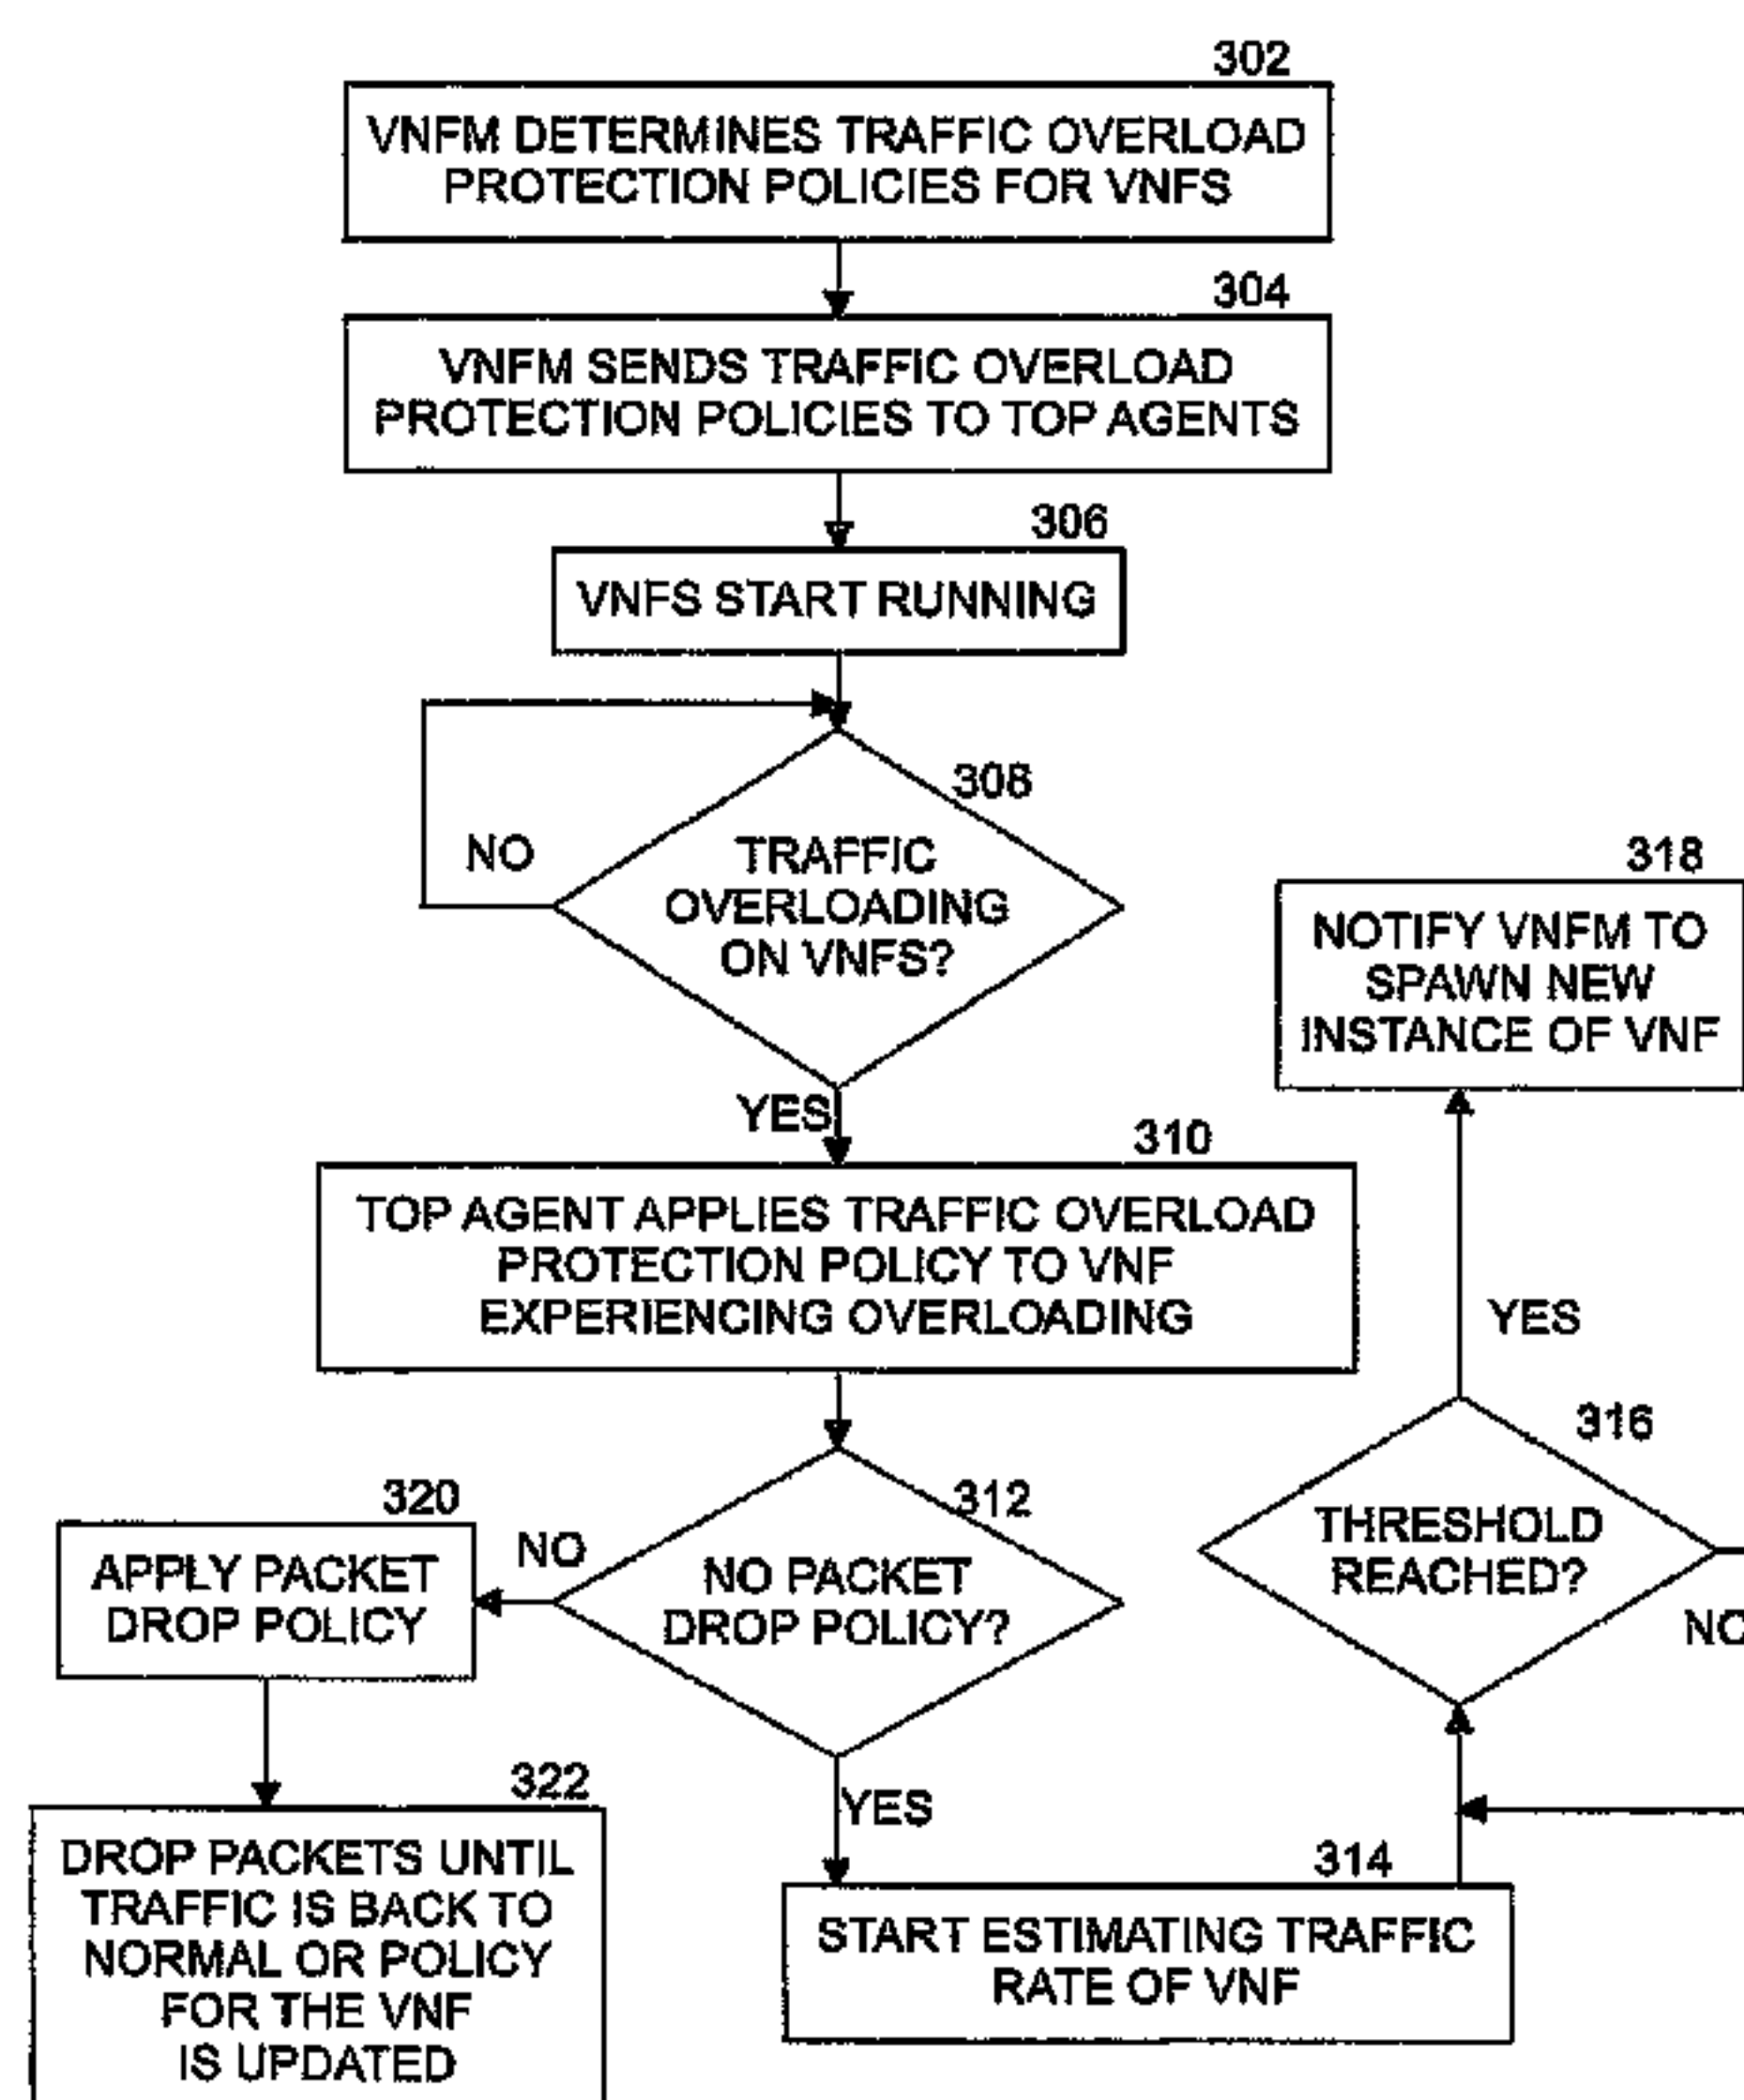 302
VNFM DETERMINES TRAFFIC OVERLOAD
PROTECTION POLICIES FOR VNFS
304
VNFM SENDS TRAFFIC OVERLOAD
PROTECTION POLICIES TO TOP AGENTS
306
VNFS START RUNNING
308
NO
TRAFFIC
OVERLOADING
ON VNFS?
YES
318
NOTIFY VNFM TO
SPAWN NEW
INSTANCE OF VNF
310
TOP AGENT APPLIES TRAFFIC OVERLOAD
PROTECTION POLICY TO VNF
EXPERIENCING OVERLOADING
YES
316
THRESHOLD
REACHED?
NO
312
NO PACKET
DROP POLICY?
NO
320
APPLY PACKET
DROP POLICY
YES
322
DROP PACKETS UNTIL
TRAFFIC IS BACK TO
NORMAL OR POLICY
FOR THE VNF
IS UPDATED
314
START ESTIMATING TRAFFIC
RATE OF VNF